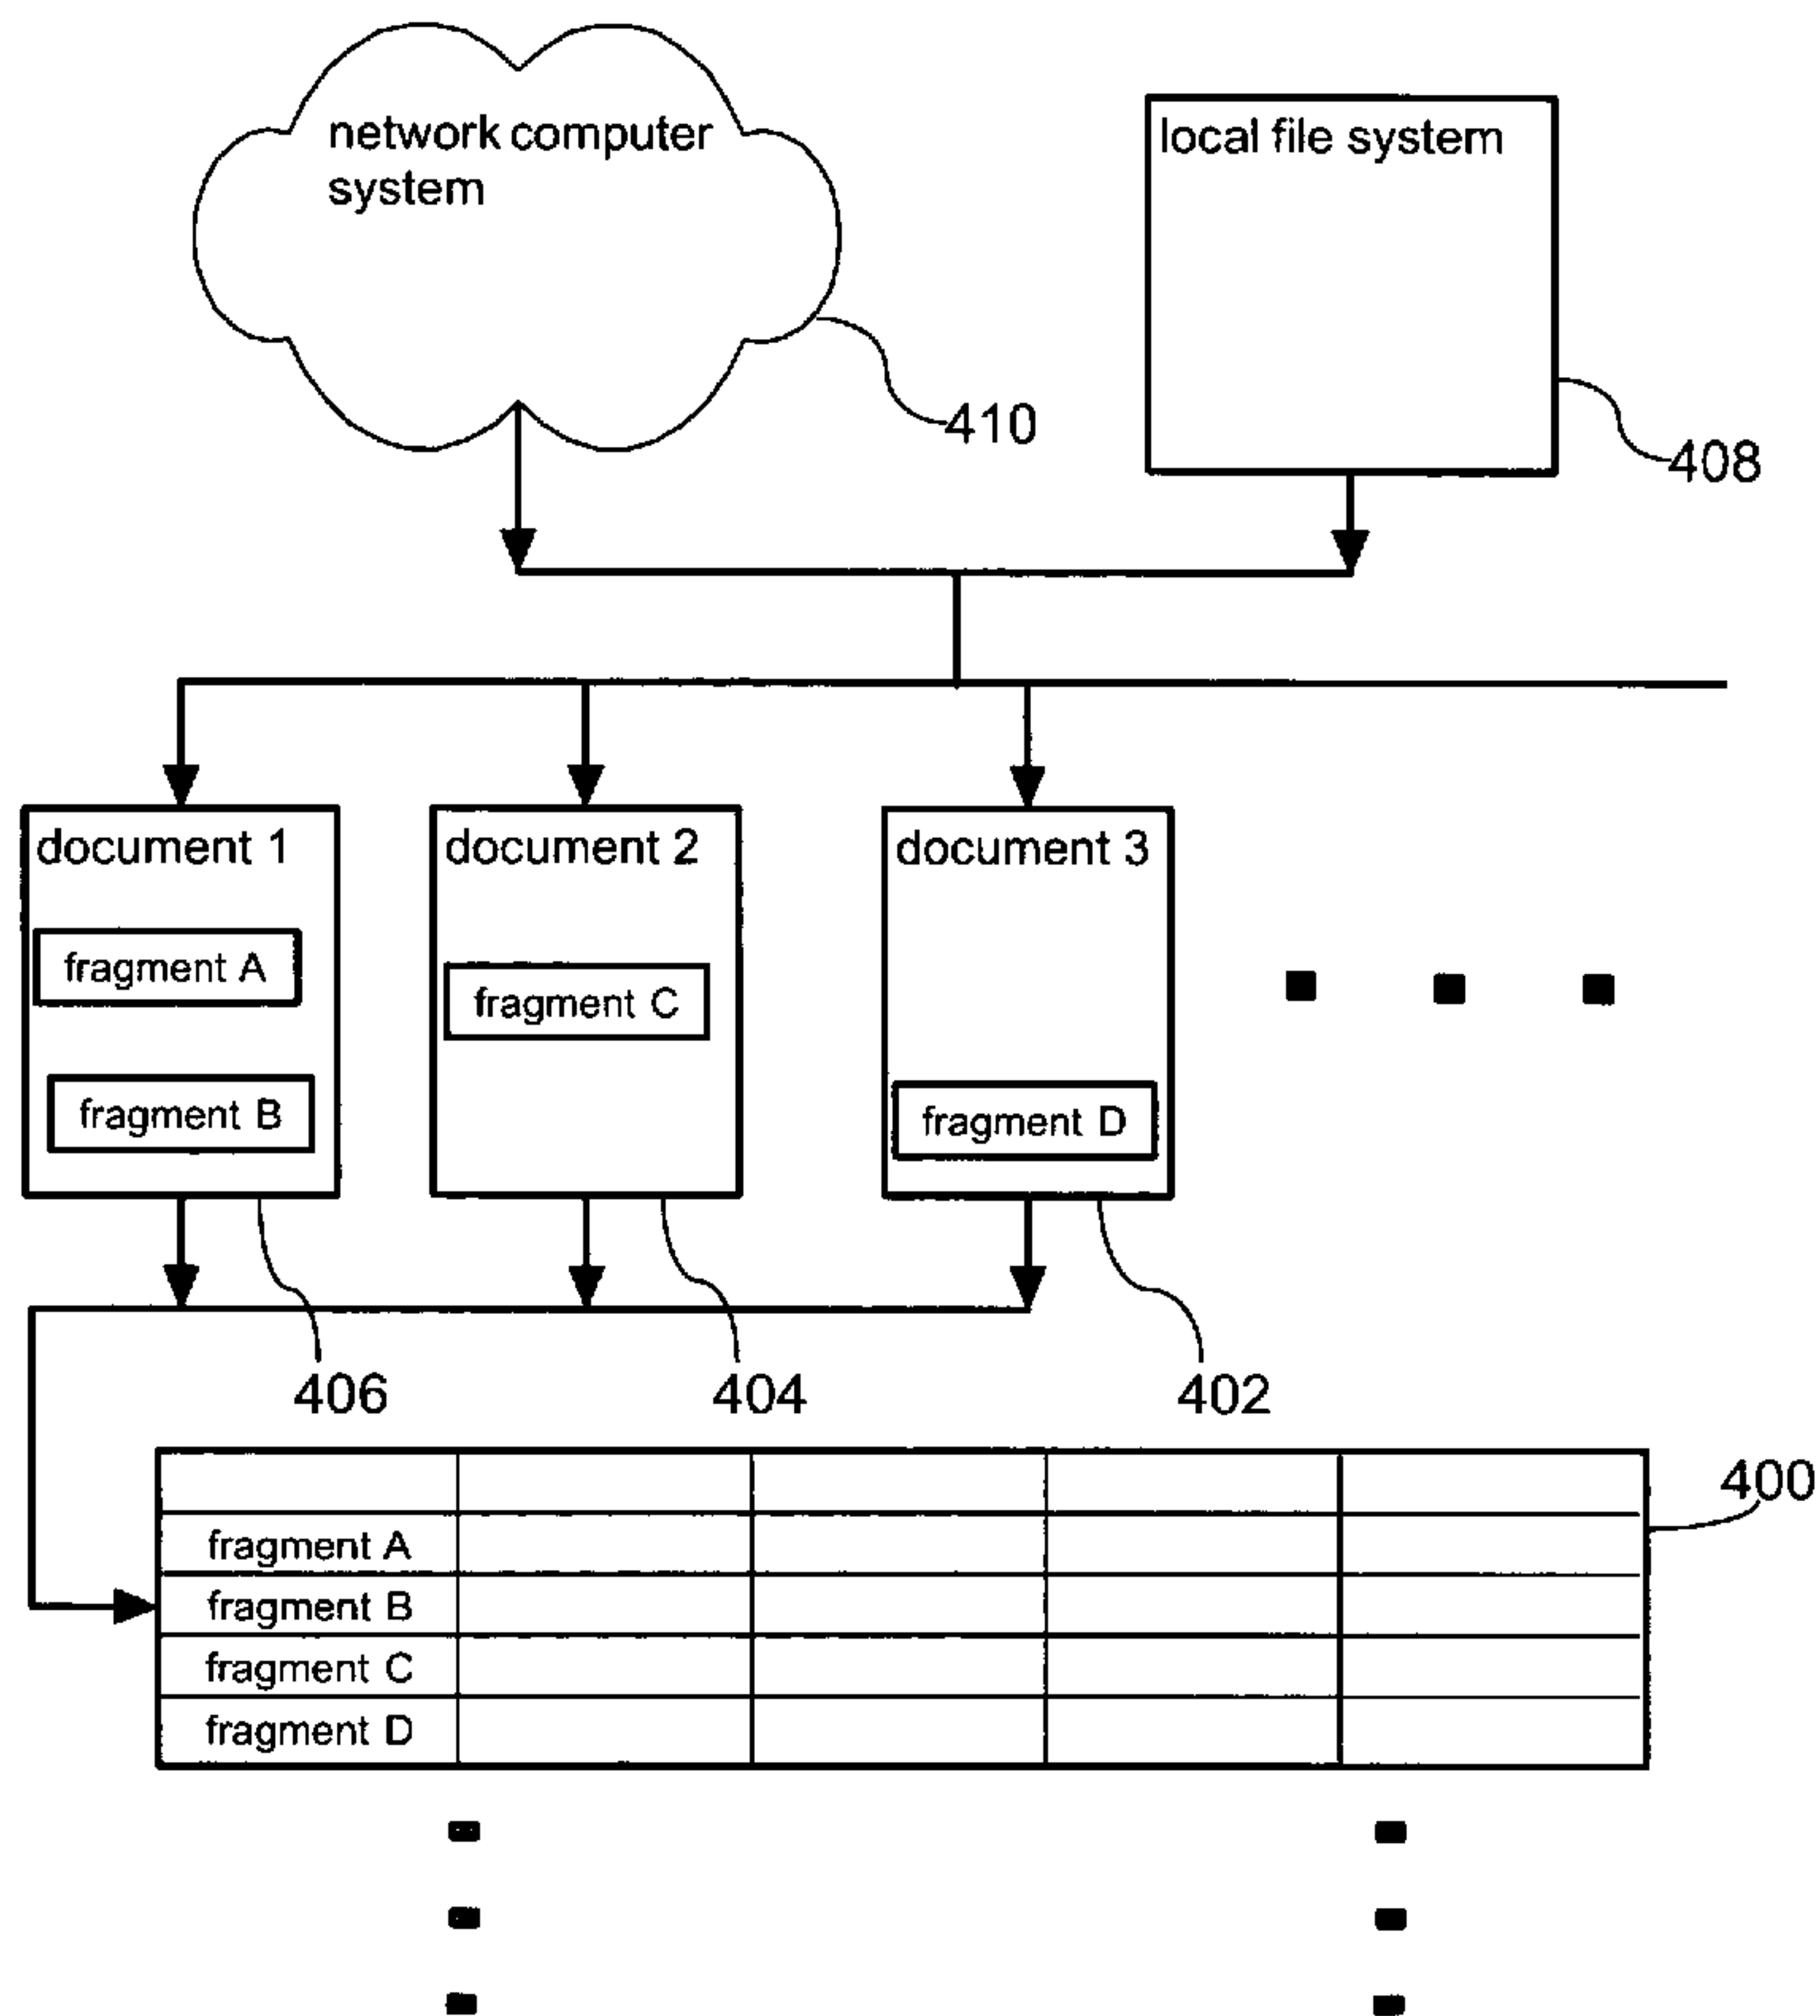 network computer
system
local file system
410
408
document 1
document 2
document 3
fragment A
fragment C
fragment B
fragment D
406
404
402
400
fragment A
fragment B
fragment C
fragment D